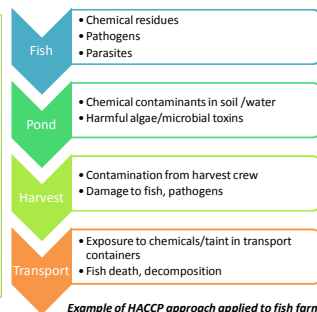 Fish
• Chemical residues
• Pathogens
• Parasites
Pond
• Chemical contaminants in soil /water
• Harmful algae/microbial toxins
Harvest
• Contamination from harvest crew
• Damage to fish, pathogens
Transport
• Exposure to chemicals/taint in transport
containers
• Fish death, decomposition
Example of HACCP approach applied to fish farm